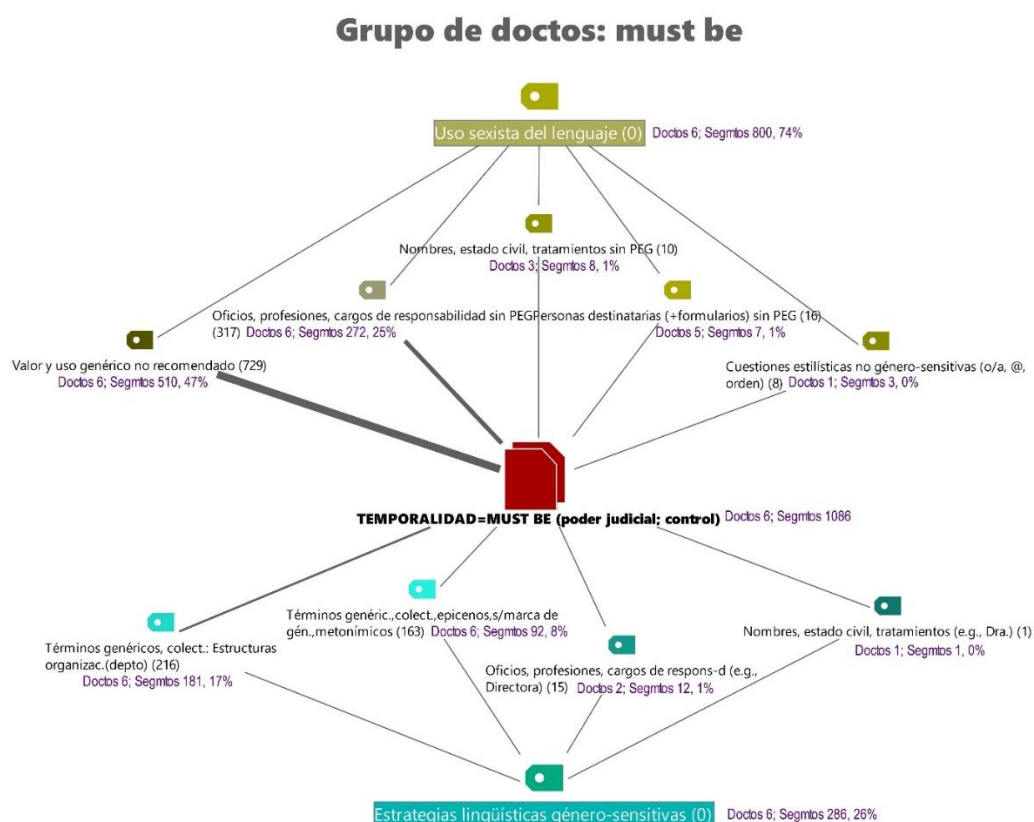 Grupo de doctos: must be
Uso sexista del lenguaje (0) Doctos 6; Segmtos 800, 74%
Nombres, estado civil, tratamientos sin PEG (10)
Doctos 3; Segmtos 8, 1%
Oficios, profesiones, cargos de responsabilidad sin PEG
(317) Doctos 6; Segmtos 272, 25%
Personas destinatarias (+formularios) sin PEG (16)
Doctos 5; Segmtos 7, 1%
Valor y uso genérico no recomendado (729)
Doctos 6; Segmtos 510, 47%
Cuestiones estilísticas no género-sensitivas (o/a, @,
orden) (8) Doctos 1; Segmtos 3, 0%
TEMPORALIDAD=MUST BE (poder judicial; control) Doctos 6; Segmtos 1086
Términos genéric.,colect.,epicenos,s/marca de
gén.,metonímicos (163) Doctos 6; Segmtos 92, 8%
Términos genéricos, colect.: Estructuras
organizac.(depto) (216)
Doctos 6; Segmtos 181, 17%
Oficios, profesiones, cargos de respons-d (e.g.,
Directora) (15) Doctos 2; Segmtos 12, 1%
Nombres, estado civil, tratamientos (e.g., Dra.) (1)
Doctos 1; Segmtos 1, 0%
Estrategias lingüísticas género-sensitivas (0) Doctos 6; Segmtos 286, 26%